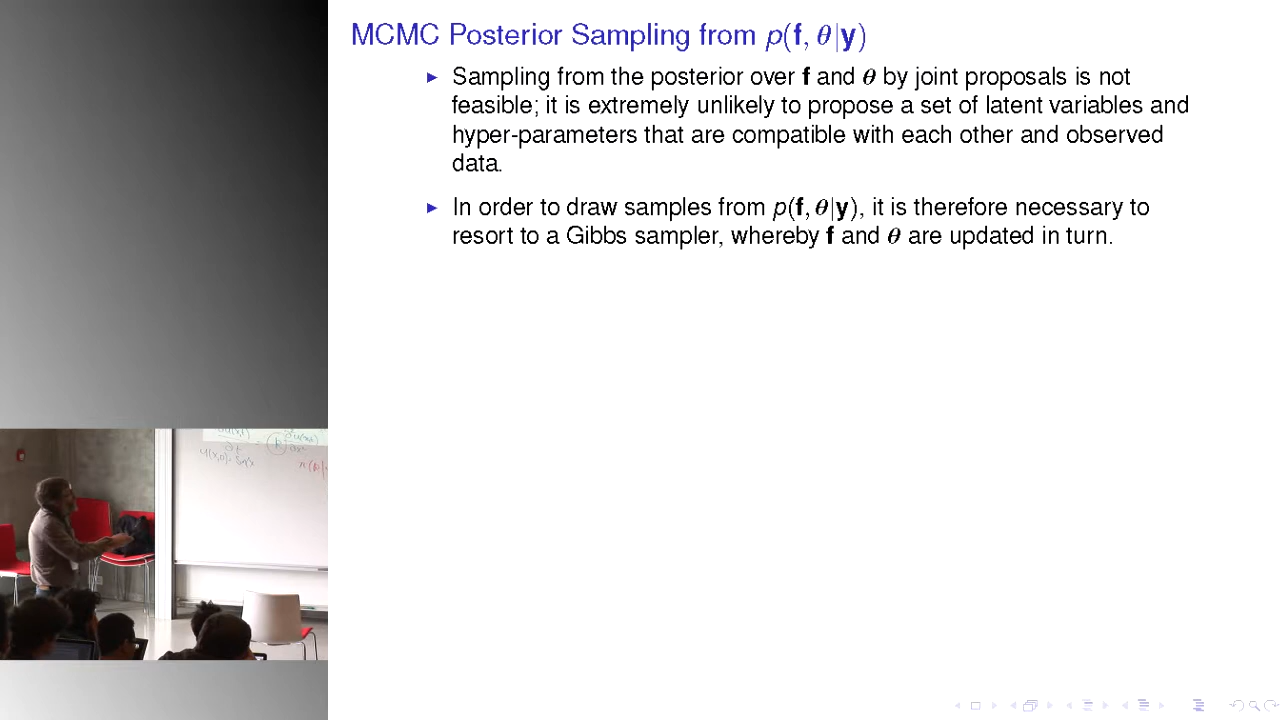 MCMC Posterior Sampling from p(f, θ|y)
▶ Sampling from the posterior over f and θ by joint proposals is not
feasible; it is extremely unlikely to propose a set of latent variables and
hyper-parameters that are compatible with each other and observed
data.
▶ In order to draw samples from p(f, θ|y), it is therefore necessary to
resort to a Gibbs sampler, whereby f and θ are updated in turn.